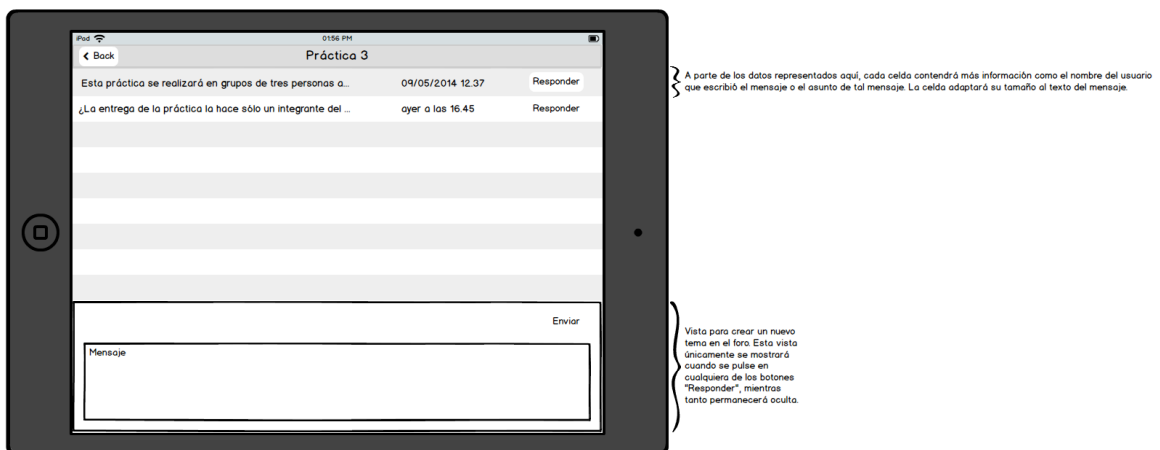 iPod 01:56 PM
Back Práctica 3
Esta práctica se realizará en grupos de tres personas a... 09/05/2014 12.37 Responder
¿La entrega de la práctica la hace sólo un integrante del ... ayer a las 16.45 Responder
A parte de los datos representados aquí, cada celda contendrá más información como el nombre del usuario
que escribió el mensaje o el asunto de tal mensaje. La celda adaptará su tamaño al texto del mensaje.
Enviar
Mensaje
Vista para crear un nuevo
tema en el foro. Esta vista
únicamente se mostrará
cuando se pulse en
cualquiera de los botones
"Responder", mientras
tanto permanecerá oculta.